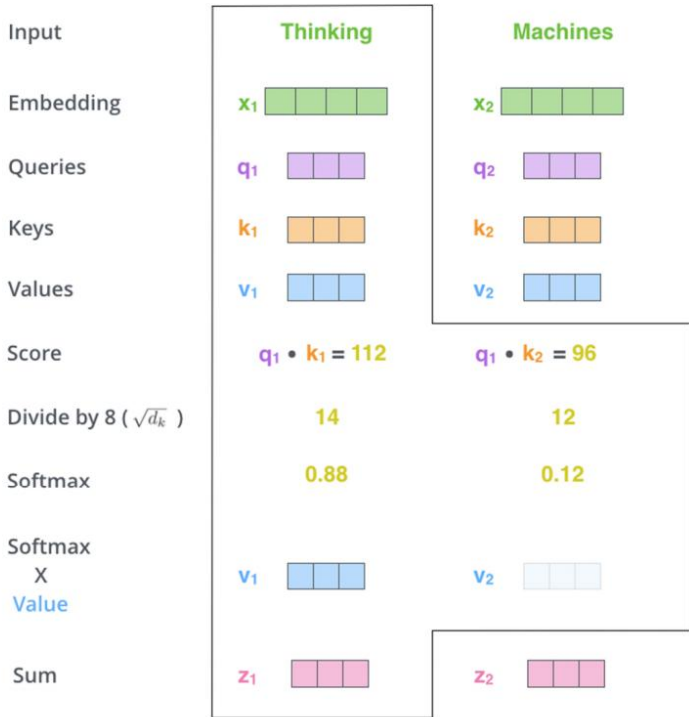 Input Thinking Machines
Embedding x₁ x₂
Queries q₁ q₂
Keys k₁ k₂
Values v₁ v₂
Score q₁ • k₁ = 112 q₁ • k₂ = 96
Divide by 8 ( √dₖ ) 14 12
Softmax 0.88 0.12
Softmax
X v₁ v₂
Value
Sum z₁ z₂